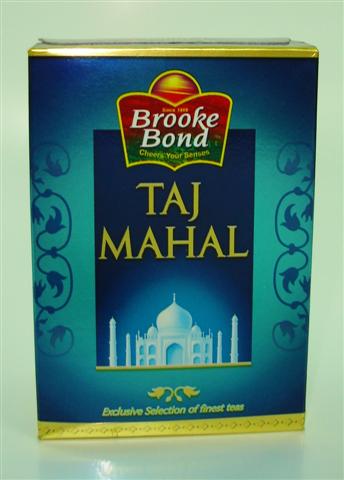 Since 1869
Brooke
Bond
Cheers Your Senses
TAJ
MAHAL
Exclusive Selection of finest teas